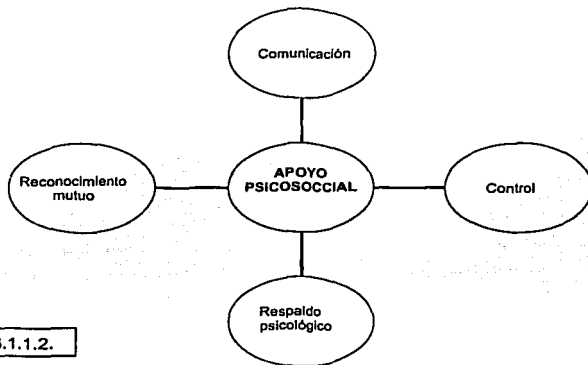 Comunicación
Reconocimiento
mutuo
APOYO
PSICOSOCCIAL
Control
Respaldo
psicológico
.1.1.2.